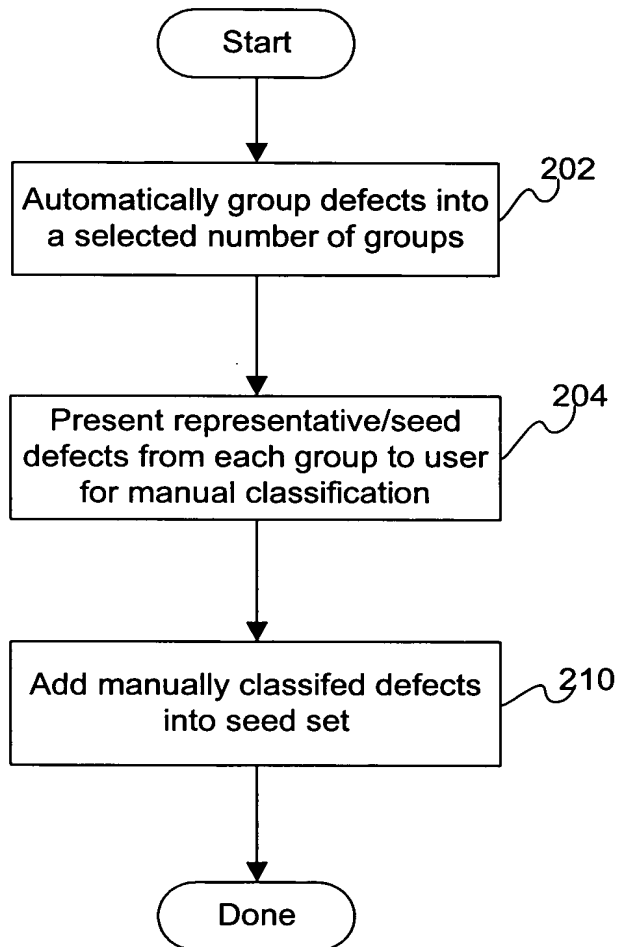 Start
202
Automatically group defects into
a selected number of groups
204
Present representative/seed
defects from each group to user
for manual classification
210
Add manually classifed defects
into seed set
Done